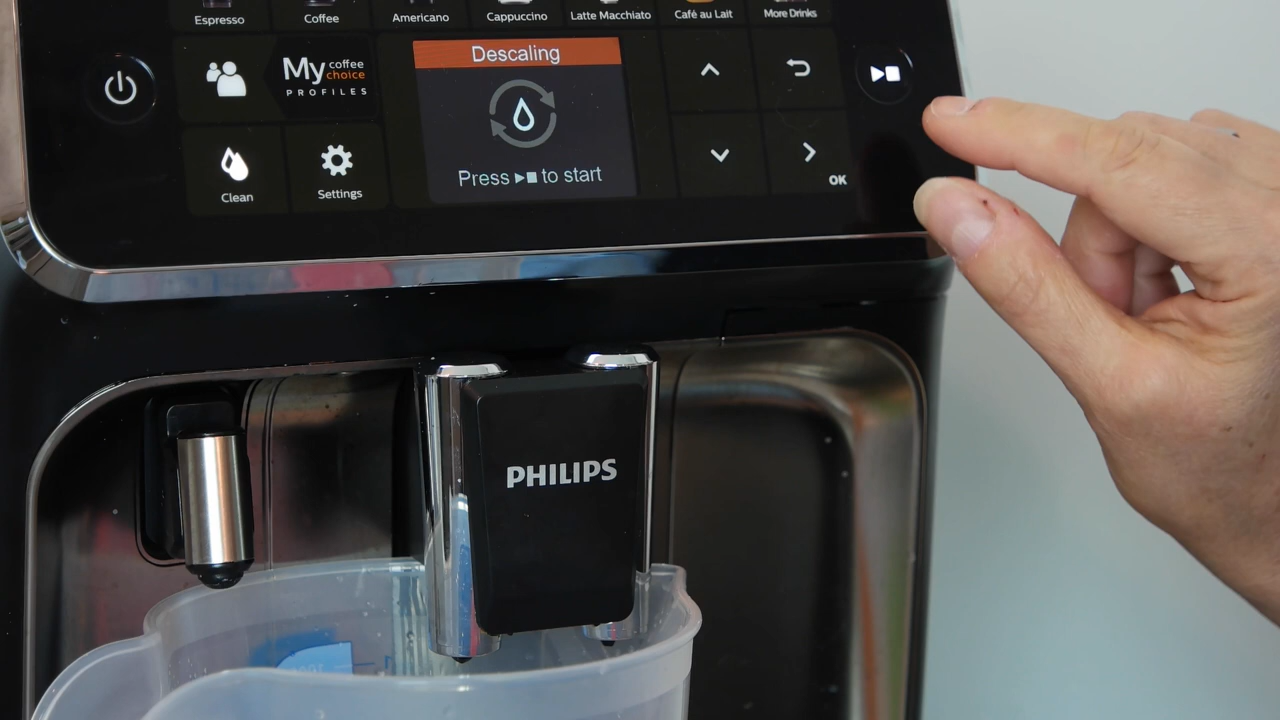 Espresso
Coffee
Americano
Cappuccino
Latte Macchiato
Café au Lait
More Drinks
My coffee choice
PROFILES
Descaling
Press ▶■ to start
Clean
Settings
OK
PHILIPS